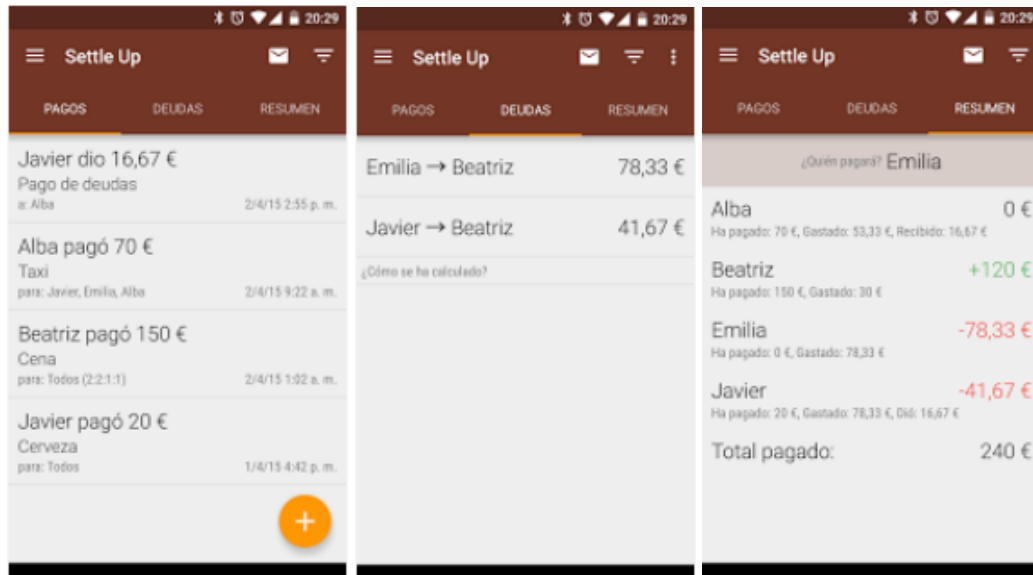 20:29
Settle Up
PAGOS DEUDAS RESUMEN
Javier dio 16,67 €
Pago de deudas
a: Alba 2/4/15 2:55 p. m.
Alba pagó 70 €
Taxi
para: Javier, Emilia, Alba 2/4/15 9:22 a. m.
Beatriz pagó 150 €
Cena
para: Todos (2:2:1:1) 2/4/15 1:02 a. m.
Javier pagó 20 €
Cerveza
para: Todos 1/4/15 4:42 p. m.
+
20:29
Settle Up
PAGOS DEUDAS RESUMEN
Emilia → Beatriz 78,33 €
Javier → Beatriz 41,67 €
¿Cómo se ha calculado?
20:29
Settle Up
PAGOS DEUDAS RESUMEN
¿Quién pagará? Emilia
Alba 0 €
Ha pagado: 70 €, Gastado: 53,33 €, Recibido: 16,67 €
Beatriz +120 €
Ha pagado: 150 €, Gastado: 30 €
Emilia -78,33 €
Ha pagado: 0 €, Gastado: 78,33 €
Javier -41,67 €
Ha pagado: 20 €, Gastado: 78,33 €, Dió: 16,67 €
Total pagado: 240 €